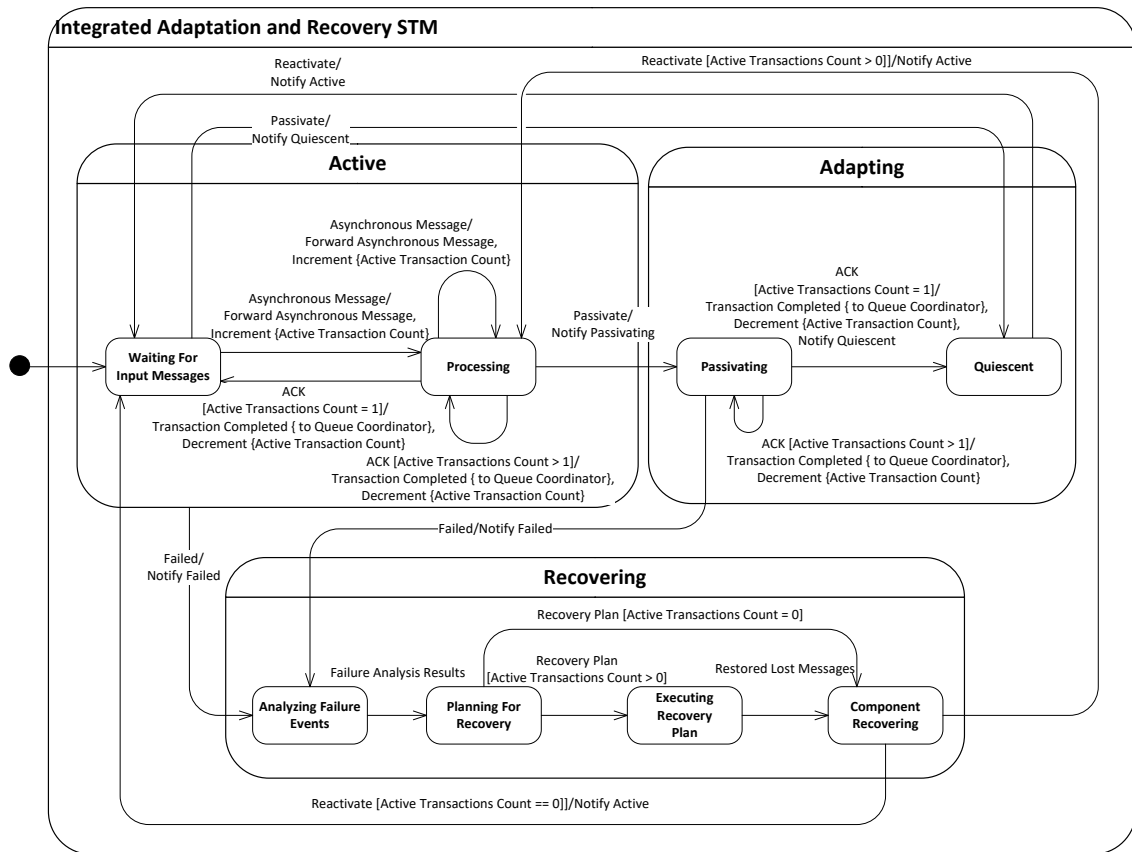 Integrated Adaptation and Recovery STM
Reactivate/
Notify Active
Reactivate [Active Transactions Count > 0]]/Notify Active
Passivate/
Notify Quiescent
Active
Adapting
Asynchronous Message/
Forward Asynchronous Message,
Increment {Active Transaction Count}
Asynchronous Message/
Forward Asynchronous Message,
Increment {Active Transaction Count}
Passivate/
Notify Passivating
ACK
[Active Transactions Count = 1]/
Transaction Completed { to Queue Coordinator},
Decrement {Active Transaction Count},
Notify Quiescent
Waiting For
Input Messages
Processing
Passivating
Quiescent
ACK
[Active Transactions Count = 1]/
Transaction Completed { to Queue Coordinator},
Decrement {Active Transaction Count}
ACK [Active Transactions Count > 1]/
Transaction Completed { to Queue Coordinator},
Decrement {Active Transaction Count}
ACK [Active Transactions Count > 1]/
Transaction Completed { to Queue Coordinator},
Decrement {Active Transaction Count}
Failed/Notify Failed
Failed/
Notify Failed
Recovering
Recovery Plan [Active Transactions Count = 0]
Failure Analysis Results
Recovery Plan
[Active Transactions Count > 0]
Restored Lost Messages
Analyzing Failure
Events
Planning For
Recovery
Executing
Recovery
Plan
Component
Recovering
Reactivate [Active Transactions Count == 0]]/Notify Active